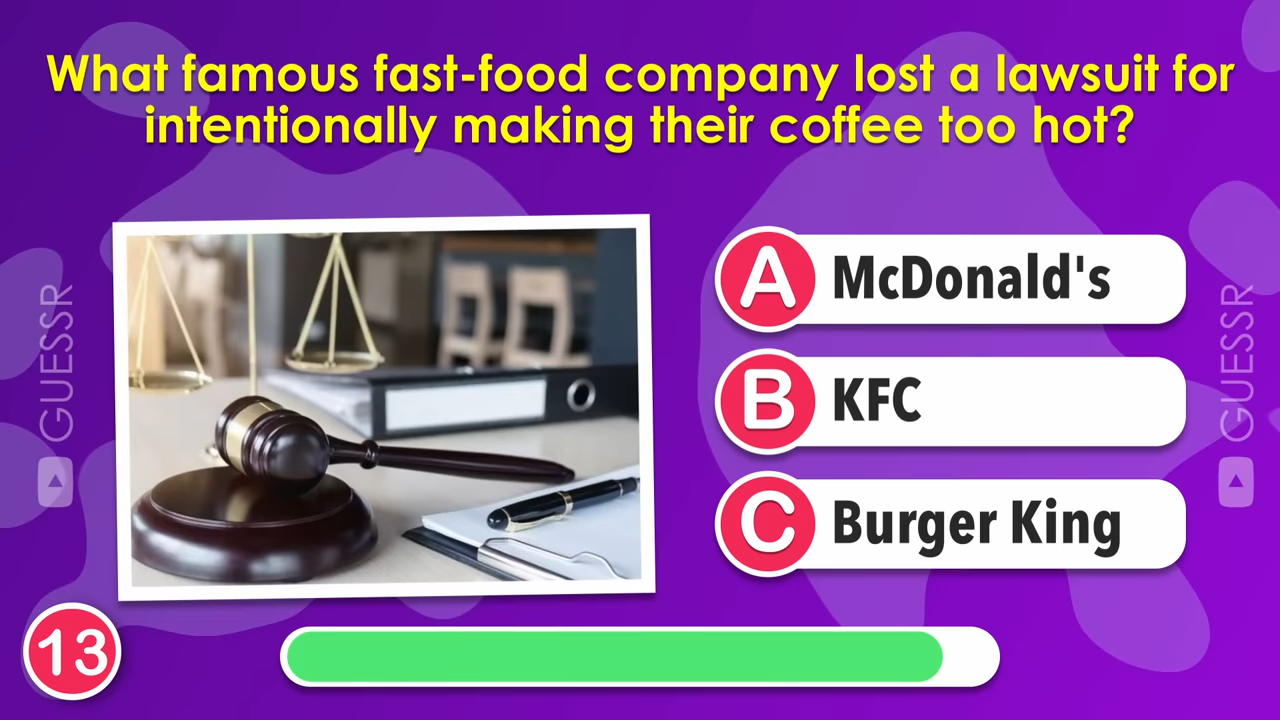 What famous fast-food company lost a lawsuit for
intentionally making their coffee too hot?
A McDonald's
B KFC
C Burger King
13
GUESSR
GUESSR